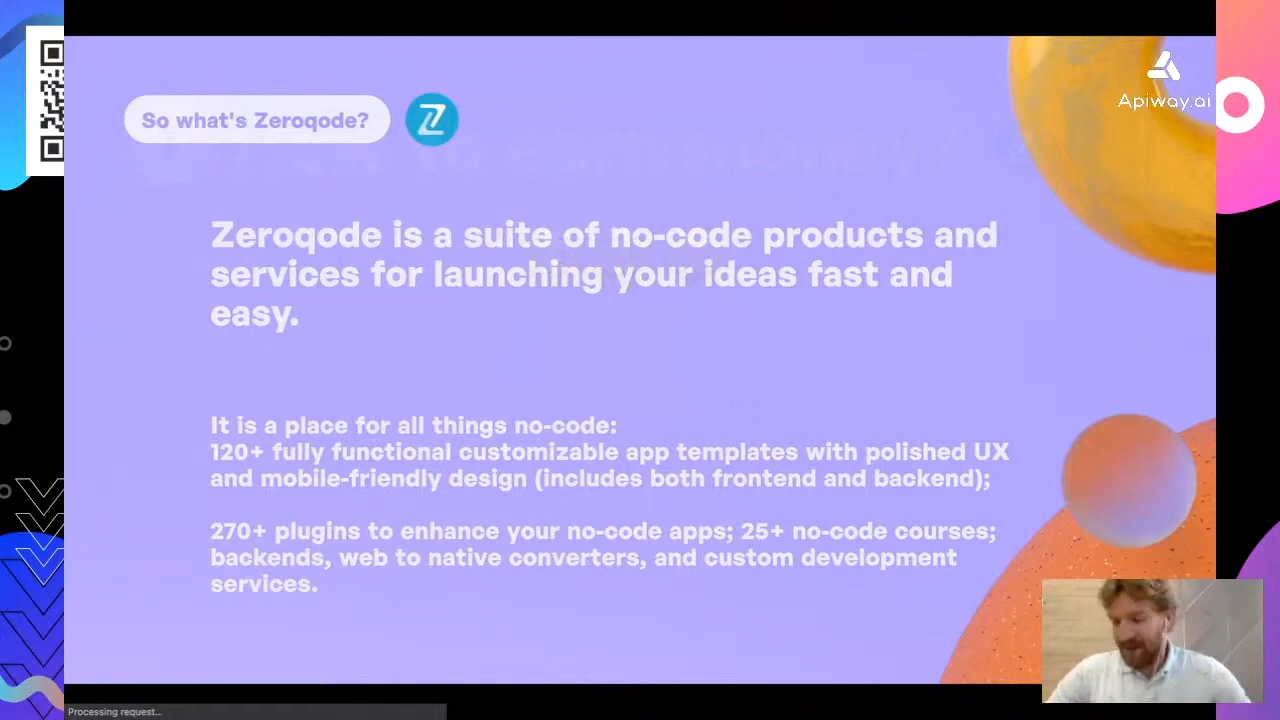 Apiway.ai
So what's Zeroqode?
Zeroqode is a suite of no-code products and
services for launching your ideas fast and
easy.
It is a place for all things no-code:
120+ fully functional customizable app templates with polished UX
and mobile-friendly design (includes both frontend and backend);
270+ plugins to enhance your no-code apps; 25+ no-code courses;
backends, web to native converters, and custom development
services.
Processing request...